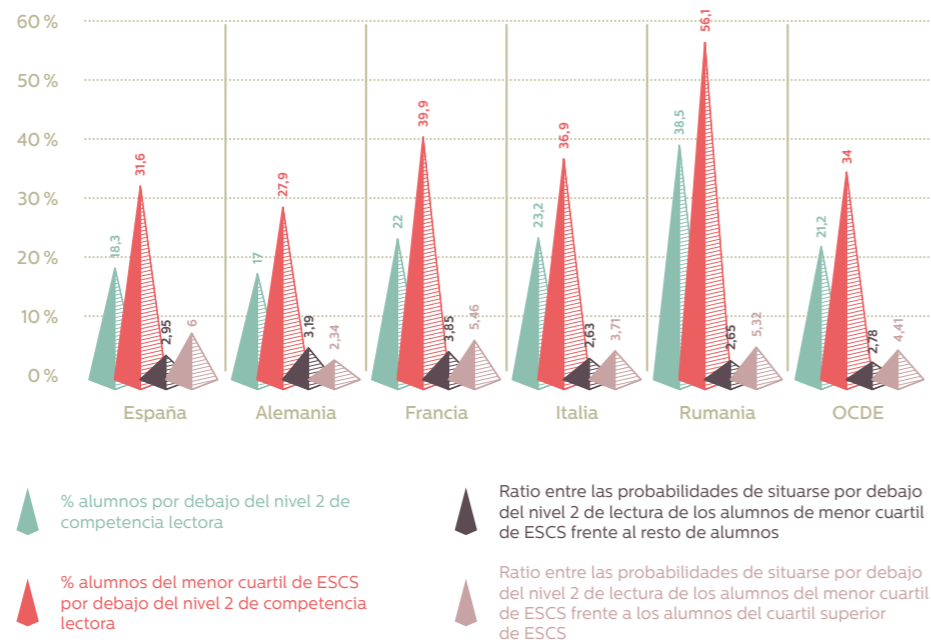 60 %
50 %
40 %
30 %
20 %
10 %
0 %
18,3
31,6
2,95
6
17
27,9
3,19
2,34
22
39,9
3,85
5,46
23,2
36,9
2,63
3,71
38,5
56,1
2,65
5,32
21,2
34
2,78
4,41
España
Alemania
Francia
Italia
Rumania
OCDE
% alumnos por debajo del nivel 2 de
competencia lectora
% alumnos del menor cuartil de ESCS
por debajo del nivel 2 de competencia
lectora
Ratio entre las probabilidades de situarse por debajo
del nivel 2 de lectura de los alumnos de menor cuartil
de ESCS frente al resto de alumnos
Ratio entre las probabilidades de situarse por debajo
del nivel 2 de lectura de los alumnos del menor cuartil
de ESCS frente a los alumnos del cuartil superior
de ESCS